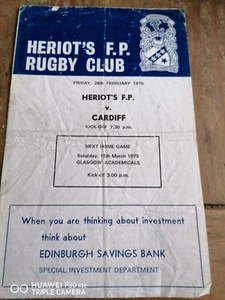 HERIOT'S F.P.
RUGBY CLUB
FRIDAY, 28th FEBRUARY 1975
HERIOT'S F.P.
v.
CARDIFF
KICK-OFF 7.30 p.m.
NEXT HOME GAME
Saturday, 15th March 1975
GLASGOW ACADEMICALS
Kick-off 3.00 p.m.
When you are thinking about investment
think about
EDINBURGH SAVINGS BANK
SPECIAL INVESTMENT DEPARTMENT
HUAWEI P30 lite
AI TRIPLE CAMERA